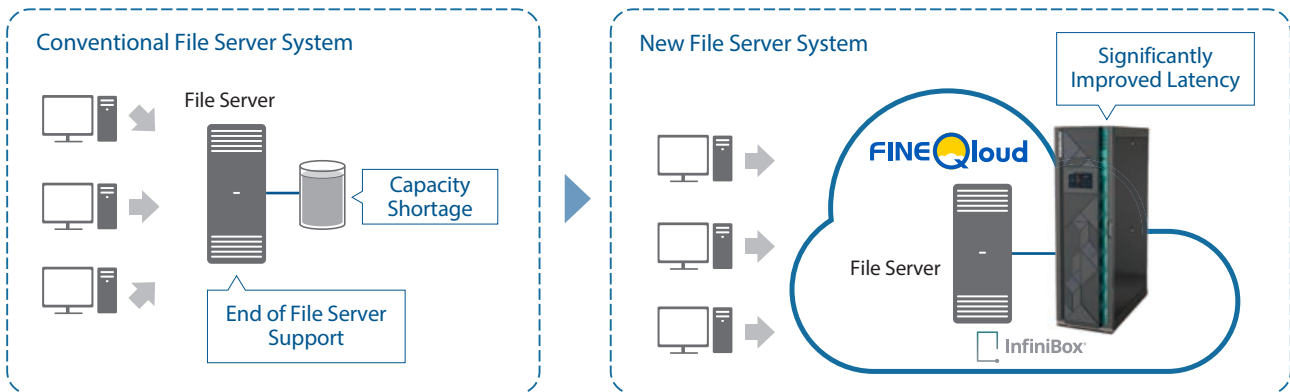 Conventional File Server System
File Server
Capacity
Shortage
End of File Server
Support
New File Server System
Significantly
Improved Latency
FINEQloud
File Server
InfiniBox